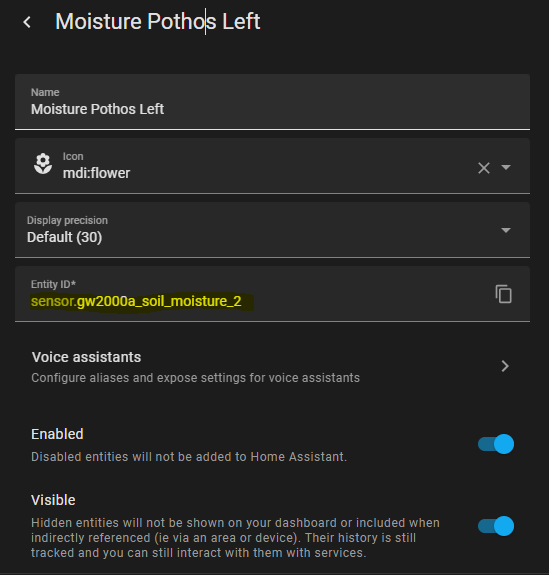 Moisture Pothos Left
Name
Moisture Pothos Left
Icon
mdi:flower
Display precision
Default (30)
Entity ID*
sensor.gw2000a_soil_moisture_2
Voice assistants
Configure aliases and expose settings for voice assistants
Enabled
Disabled entities will not be added to Home Assistant.
Visible
Hidden entities will not be shown on your dashboard or included when
indirectly referenced (ie via an area or device). Their history is still
tracked and you can still interact with them with services.